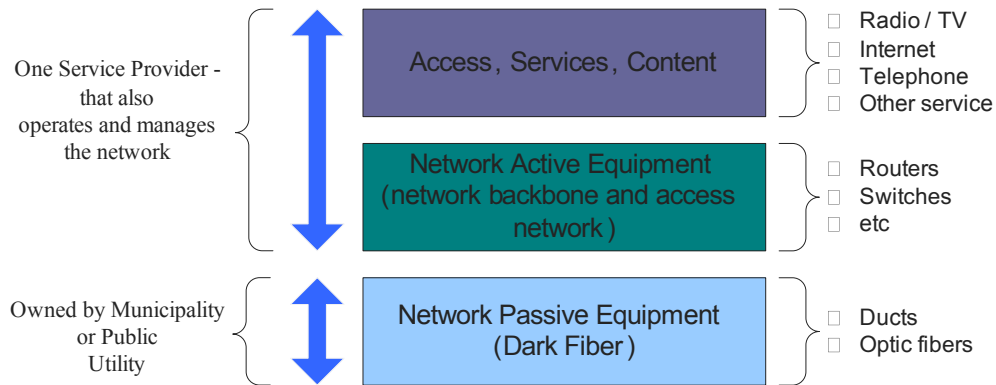 One Service Provider -
that also
operates and manages
the network
Access, Services, Content
Radio / TV
Internet
Telephone
Other service
Network Active Equipment
(network backbone and access
network)
Routers
Switches
etc
Owned by Municipality
or Public
Utility
Network Passive Equipment
(Dark Fiber)
Ducts
Optic fibers